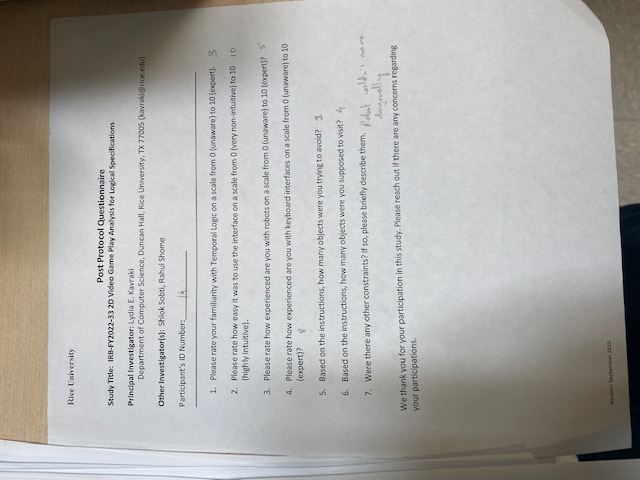 Rice University
Post Protocol Questionnaire
Study Title: IRB-FY2022-33 2D Video Game Play Analysis for Logical Specifications
Principal Investigator: Lydia E. Kavraki
Department of Computer Science, Duncan Hall, Rice University, TX 77005 (kavraki@rice.edu)
Other Investigator(s): Shlok Sobti, Rahul Shome
Participant's ID Number: 14
1. Please rate your familiarity with Temporal Logic on a scale from 0 (unaware) to 10 (expert). 3
2. Please rate how easy it was to use the interface on a scale from 0 (very non-intuitive) to 10 10
(highly intuitive).
3. Please rate how experienced are you with robots on a scale from 0 (unaware) to 10 (expert)? 5
4. Please rate how experienced are you with keyboard interfaces on a scale from 0 (unaware) to 10
(expert)? 8
5. Based on the instructions, how many objects were you trying to avoid? 1
6. Based on the instructions, how many objects were you supposed to visit? 4
7. Were there any other constraints? If so, please briefly describe them. Robot couldn't move
diagonally
We thank you for your participation in this study. Please reach out if there are any concerns regarding
your participations.
Version: September 2020